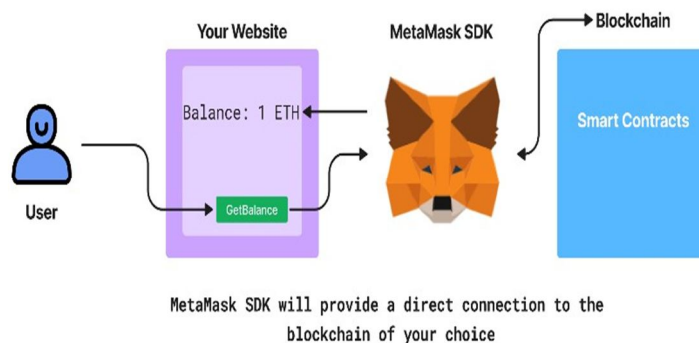 Your Website
MetaMask SDK
Blockchain
Balance: 1 ETH
Smart Contracts
GetBalance
User
MetaMask SDK will provide a direct connection to the
blockchain of your choice